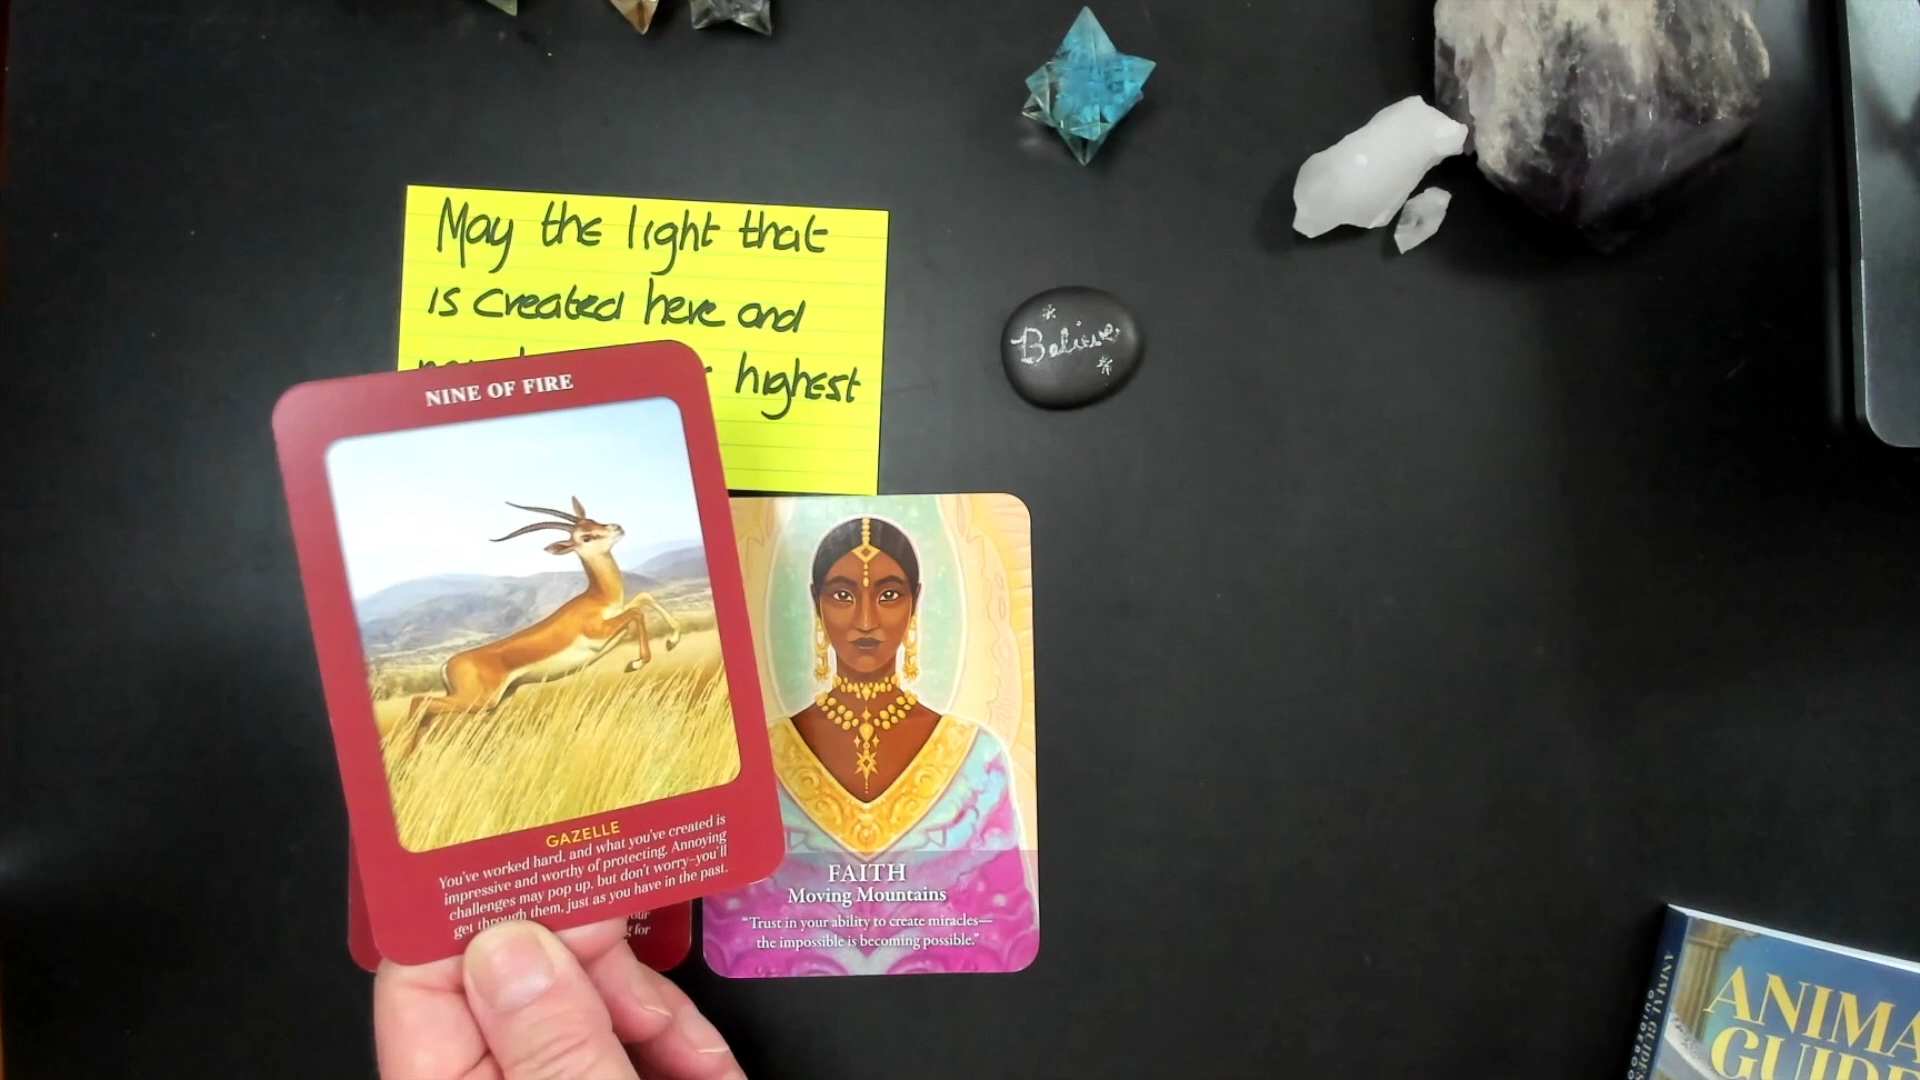 May the light that
is created here and
highest
Believe
NINE OF FIRE
GAZELLE
You've worked hard, and what you've created is
impressive and worthy of protecting. Annoying
challenges may pop up, but don't worry–you'll
get through them, just as you have in the past.
FAITH
Moving Mountains
"Trust in your ability to create miracles—
the impossible is becoming possible."
ANIMAL GUIDES
ANIMA
GUIDE